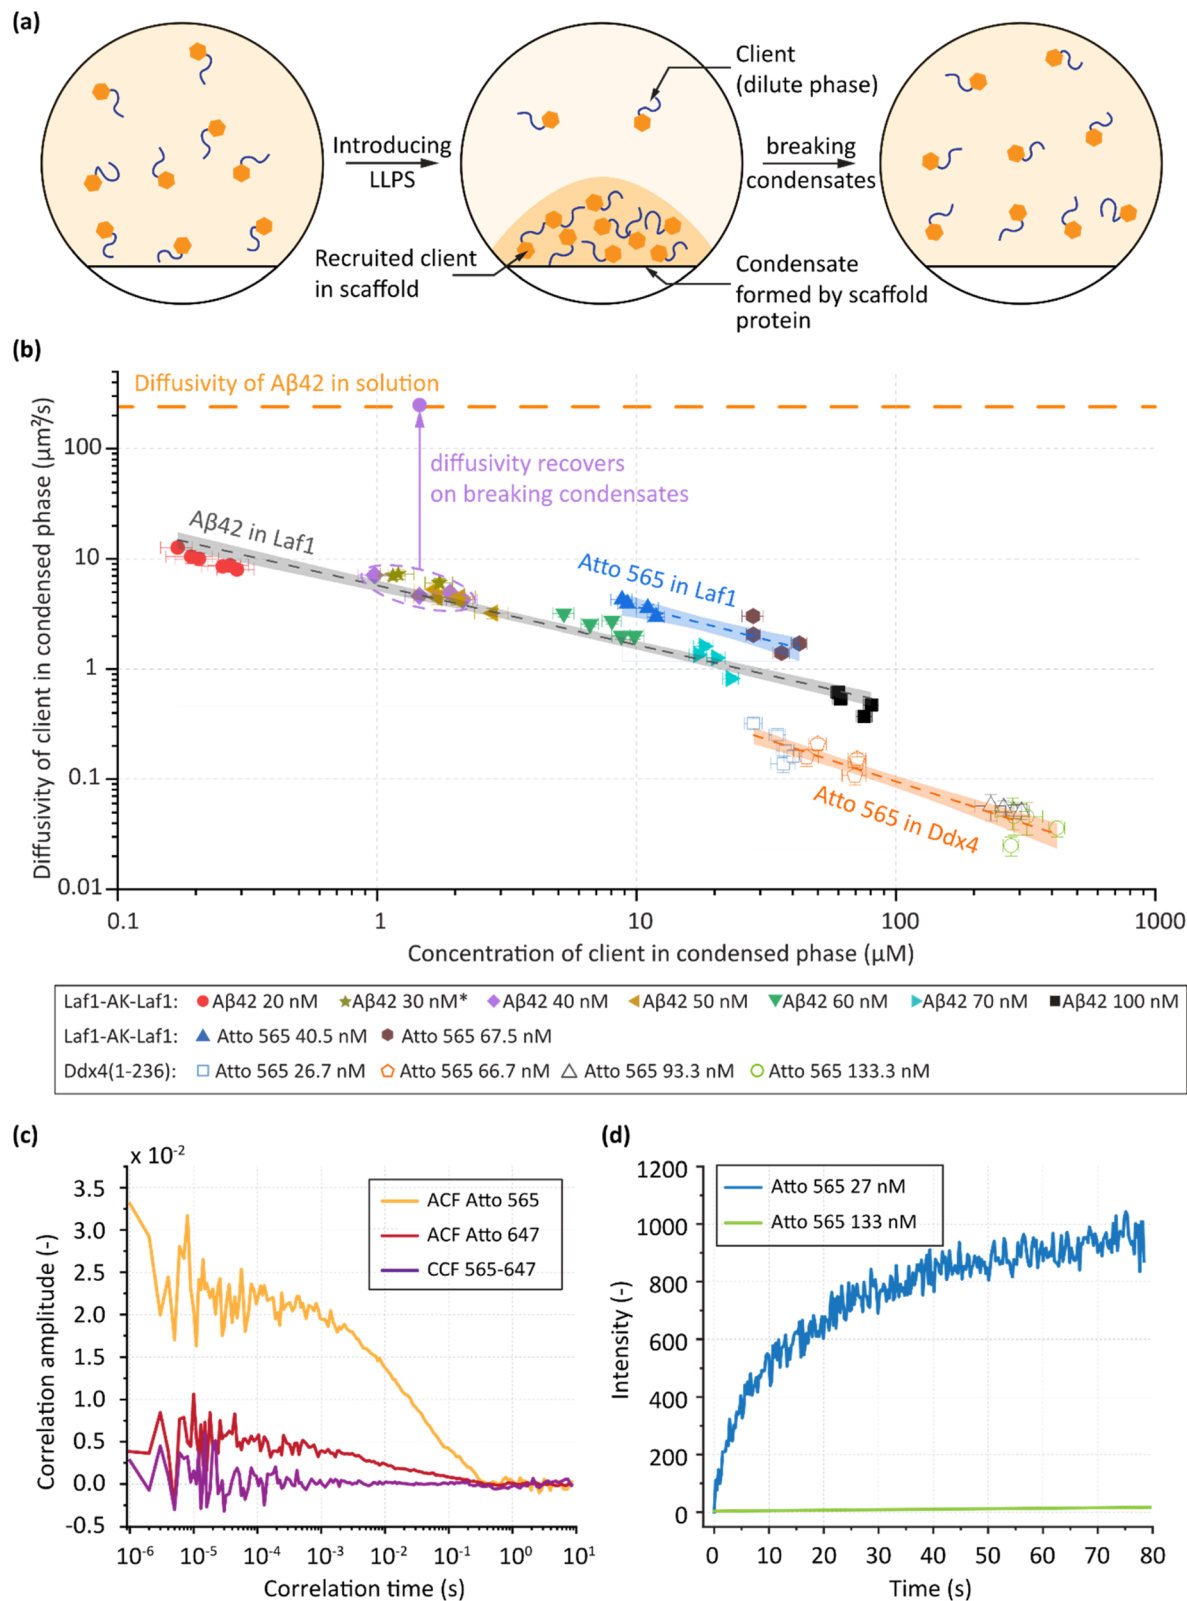 (a)
Client
(dilute phase)
Introducing
LLPS
breaking
condensates
Recruited client
in scaffold
Condensate
formed by scaffold
protein
(b)
Diffusivity of client in condensed phase (µm²/s)
Diffusivity of Aβ42 in solution
100
diffusivity recovers
on breaking condensates
Aβ42 in Laf1
10
Atto 565 in Laf1
1
0.1
Atto 565 in Ddx4
0.01
0.1 1 10 100 1000
Concentration of client in condensed phase (µM)
Laf1-AK-Laf1: Aβ42 20 nM Aβ42 30 nM* Aβ42 40 nM Aβ42 50 nM Aβ42 60 nM Aβ42 70 nM Aβ42 100 nM
Laf1-AK-Laf1: Atto 565 40.5 nM Atto 565 67.5 nM
Ddx4(1-236): Atto 565 26.7 nM Atto 565 66.7 nM Atto 565 93.3 nM Atto 565 133.3 nM
(c)
x 10⁻²
Correlation amplitude (-)
3.5
3.0
2.5
2.0
1.5
1.0
0.5
0.0
-0.5
ACF Atto 565
ACF Atto 647
CCF 565-647
10⁻⁶ 10⁻⁵ 10⁻⁴ 10⁻³ 10⁻² 10⁻¹ 10⁰ 10¹
Correlation time (s)
(d)
Intensity (-)
1200
1000
800
600
400
200
0
Atto 565 27 nM
Atto 565 133 nM
0 10 20 30 40 50 60 70 80
Time (s)